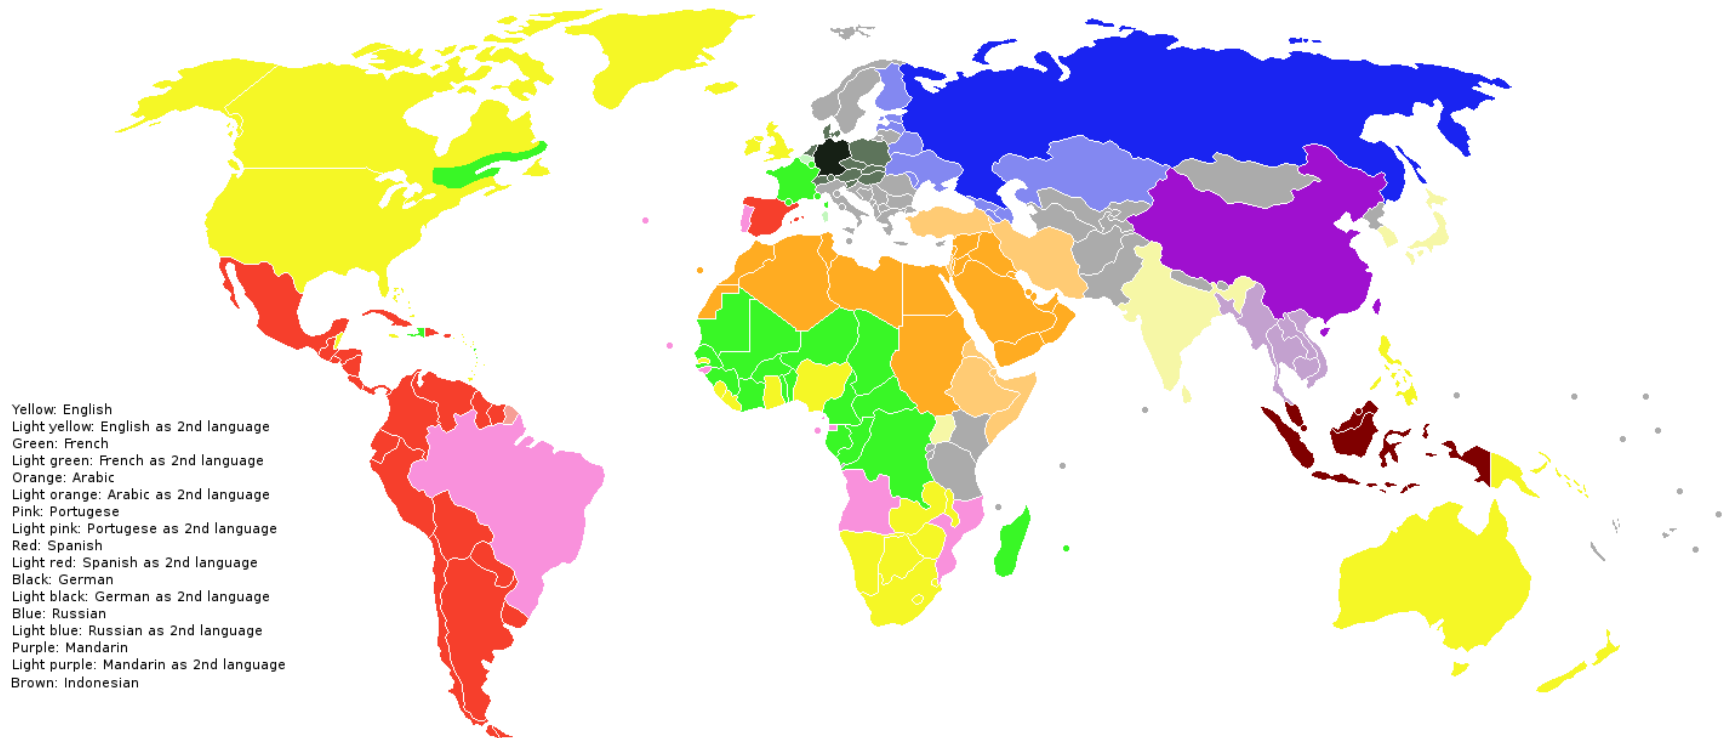 Yellow: English
Light yellow: English as 2nd language
Green: French
Light green: French as 2nd language
Orange: Arabic
Light orange: Arabic as 2nd language
Pink: Portugese
Light pink: Portugese as 2nd language
Red: Spanish
Light red: Spanish as 2nd language
Black: German
Light black: German as 2nd language
Blue: Russian
Light blue: Russian as 2nd language
Purple: Mandarin
Light purple: Mandarin as 2nd language
Brown: Indonesian